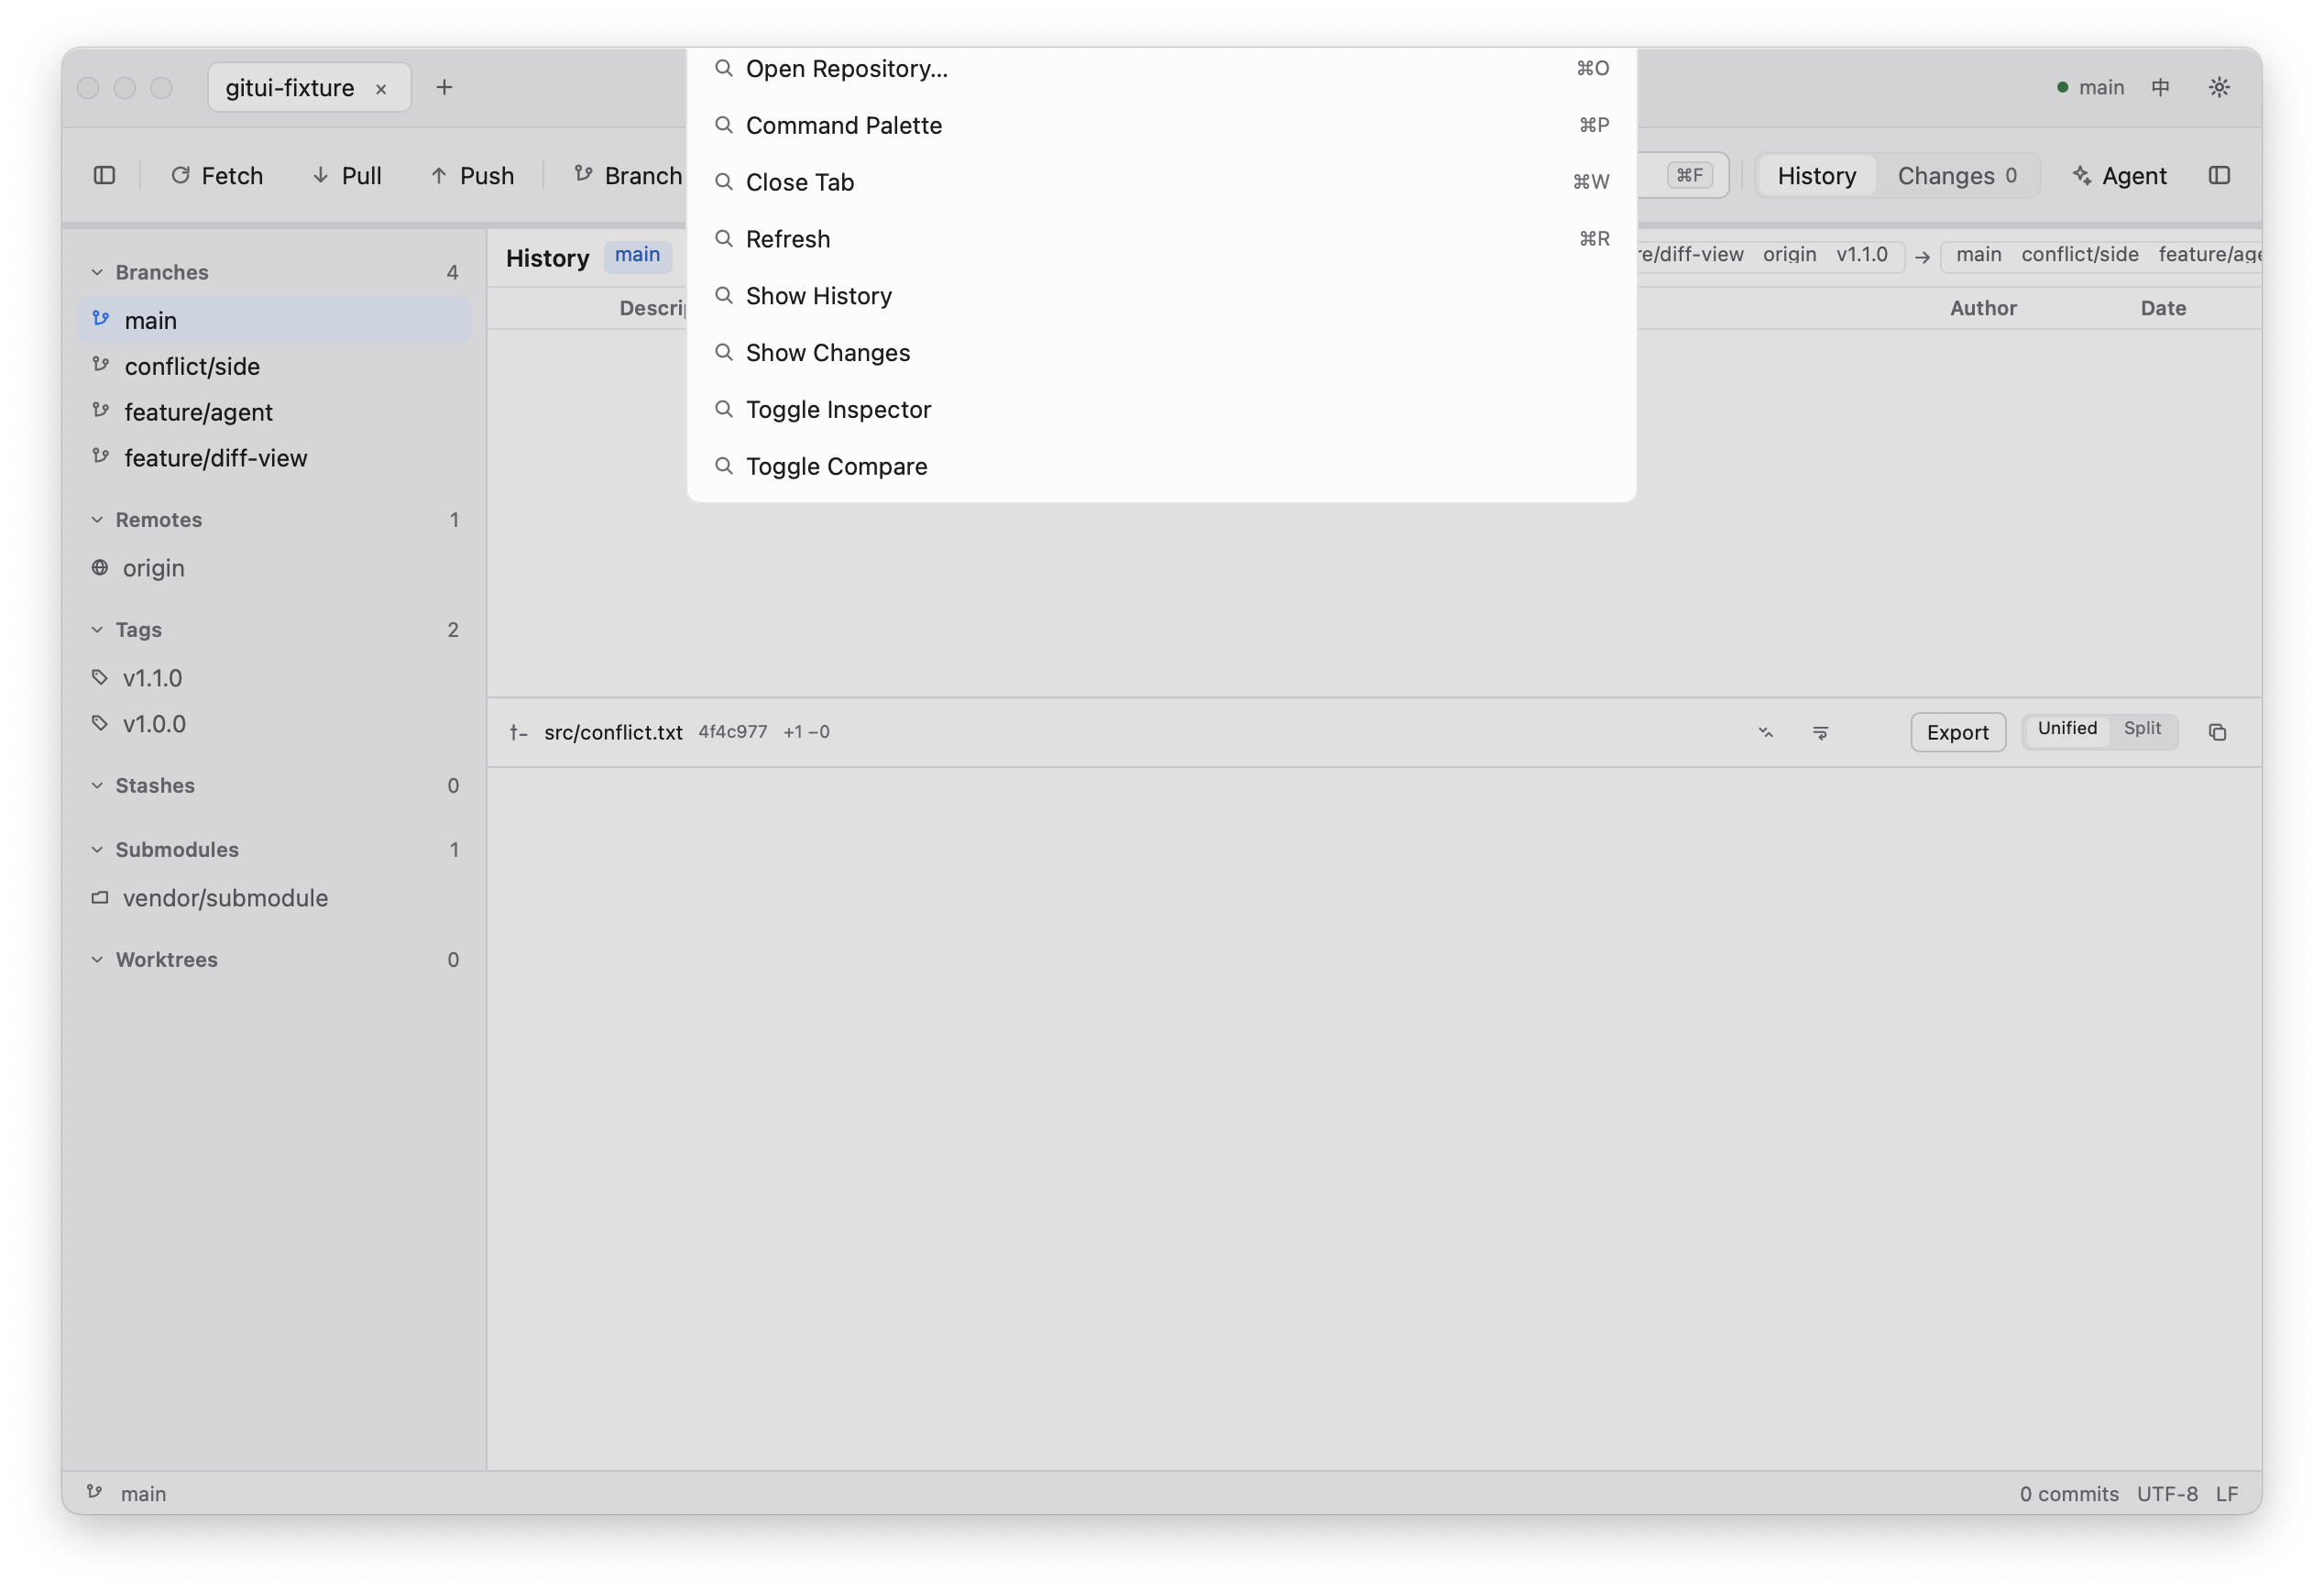 gitui-fixture × +
main 中
Fetch Pull Push Branch
⌘F History Changes 0 Agent
Open Repository... ⌘O
Command Palette ⌘P
Close Tab ⌘W
Refresh ⌘R
Show History
Show Changes
Toggle Inspector
Toggle Compare
Branches 4
main
conflict/side
feature/agent
feature/diff-view
Remotes 1
origin
Tags 2
v1.1.0
v1.0.0
Stashes 0
Submodules 1
vendor/submodule
Worktrees 0
History main
re/diff-view origin v1.1.0 → main conflict/side feature/age
Descrip Author Date
src/conflict.txt 4f4c977 +1 −0 Export Unified Split
main 0 commits UTF-8 LF